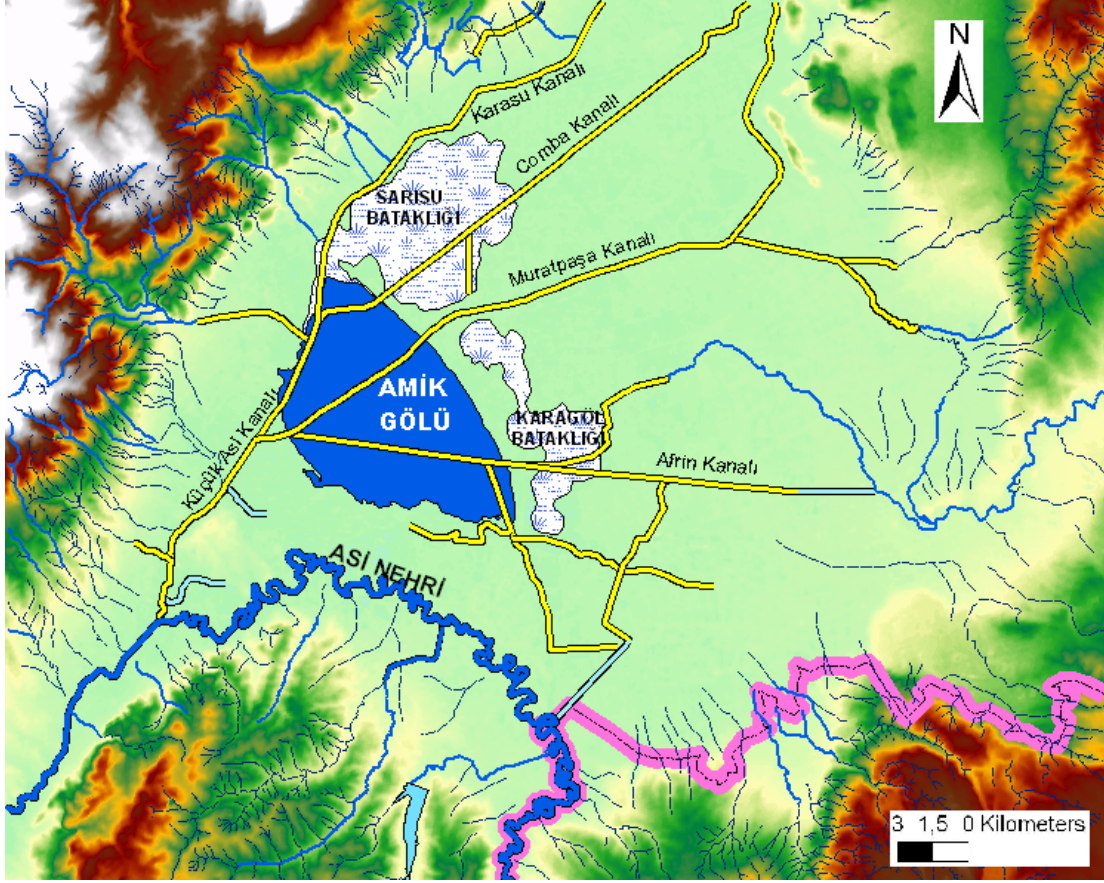 N
Karasu Kanalı
Comba Kanalı
SARISU
BATAKLIĞI
Muratpaşa Kanalı
AMİK
GÖLÜ
KARAGÖL
BATAKLIĞI
Küçük Asi Kanalı
Afrin Kanalı
ASİ NEHRİ
3 1,5 0 Kilometers